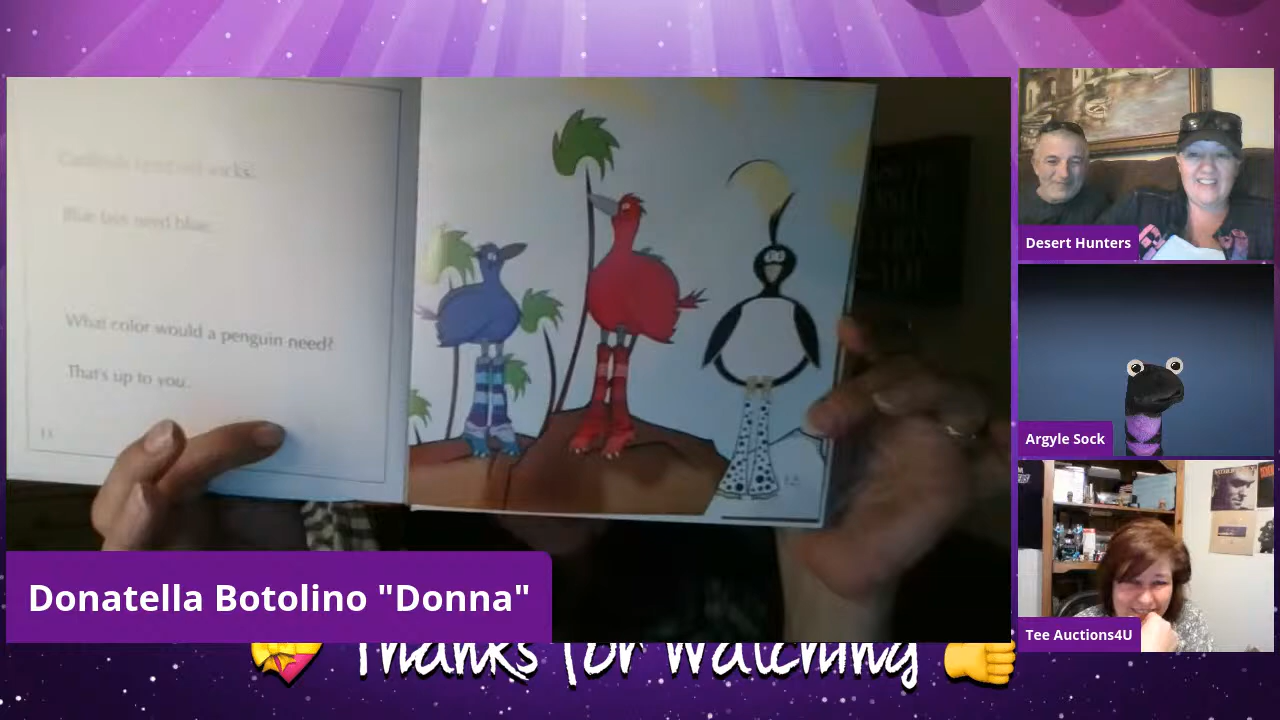 Cardinals need red socks.
Blue jays need blue.
What color would a penguin need?
That's up to you.
13
Desert Hunters
Argyle Sock
Tee Auctions4U
Donatella Botolino "Donna"
Thanks for Watching